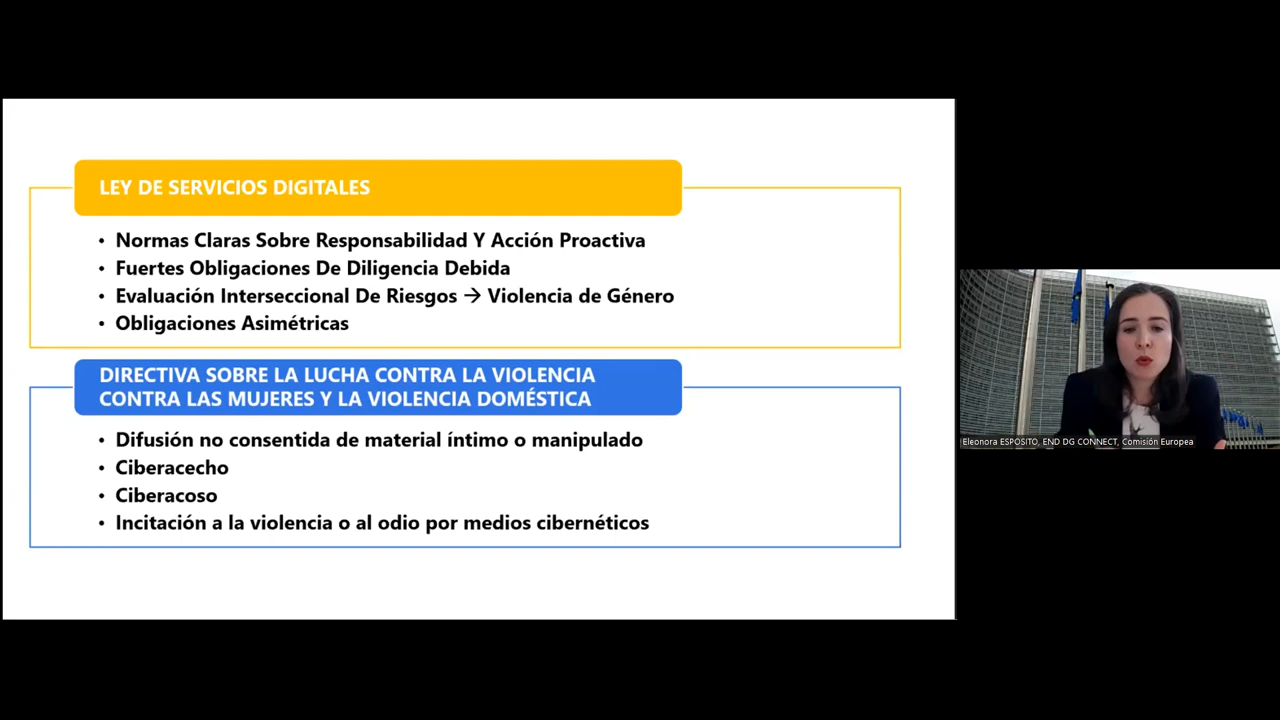 LEY DE SERVICIOS DIGITALES
• Normas Claras Sobre Responsabilidad Y Acción Proactiva
• Fuertes Obligaciones De Diligencia Debida
• Evaluación Interseccional De Riesgos → Violencia de Género
• Obligaciones Asimétricas
DIRECTIVA SOBRE LA LUCHA CONTRA LA VIOLENCIA
CONTRA LAS MUJERES Y LA VIOLENCIA DOMÉSTICA
• Difusión no consentida de material íntimo o manipulado
• Ciberacecho
• Ciberacoso
• Incitación a la violencia o al odio por medios cibernéticos
Eleonora ESPOSITO, END DG CONNECT, Comisión Europea